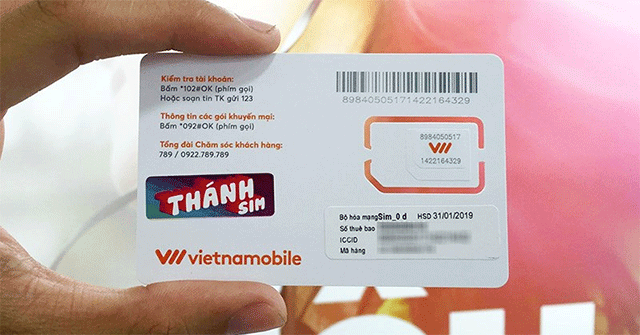 Kiểm tra tài khoản:
Bấm *102#OK (phím gọi)
Hoặc soạn tin TK gửi 123
Thông tin các gói khuyến mại:
Bấm *092#OK (phím gọi)
Tổng đài Chăm sóc khách hàng:
789 / 0922.789.789
THÁNH
SIM
vietnamobile
89840505171422164329
8984050517
1422164329
Bộ hòa mạngSim_0 d HSD 31/01/2019
Số thuê bao
ICCID
Mã hàng